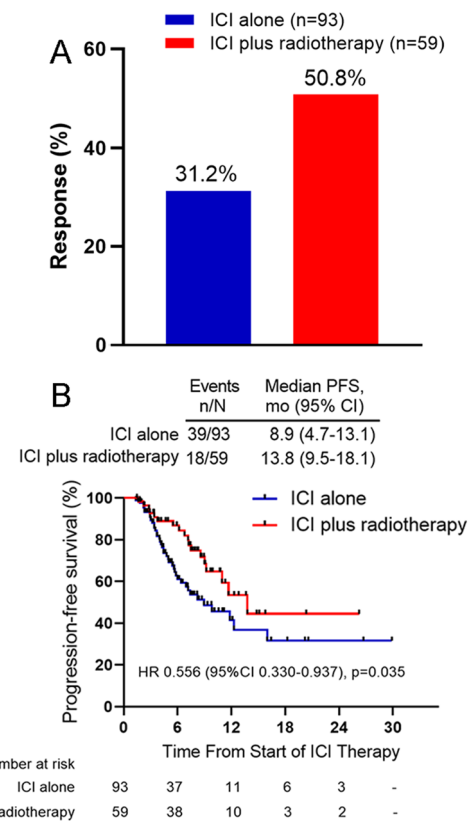 A
ICI alone (n=93)
ICI plus radiotherapy (n=59)
Response (%)
60
40
20
0
31.2%
50.8%
B
Events n/N
Median PFS, mo (95% CI)
ICI alone 39/93 8.9 (4.7-13.1)
ICI plus radiotherapy 18/59 13.8 (9.5-18.1)
Progression-free survival (%)
100
80
60
40
20
0
ICI alone
ICI plus radiotherapy
HR 0.556 (95%CI 0.330-0.937), p=0.035
0 6 12 18 24 30
Time From Start of ICI Therapy
mber at risk
ICI alone 93 37 11 6 3 -
adiotherapy 59 38 10 3 2 -